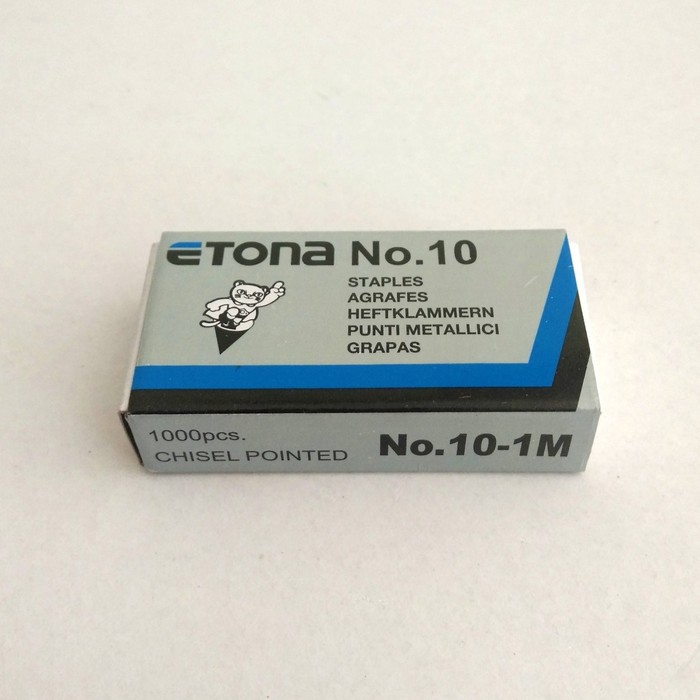 ETONA No.10
STAPLES
AGRAFES
HEFTKLAMMERN
PUNTI METALLICI
GRAPAS
1000pcs.
CHISEL POINTED
No.10-1M